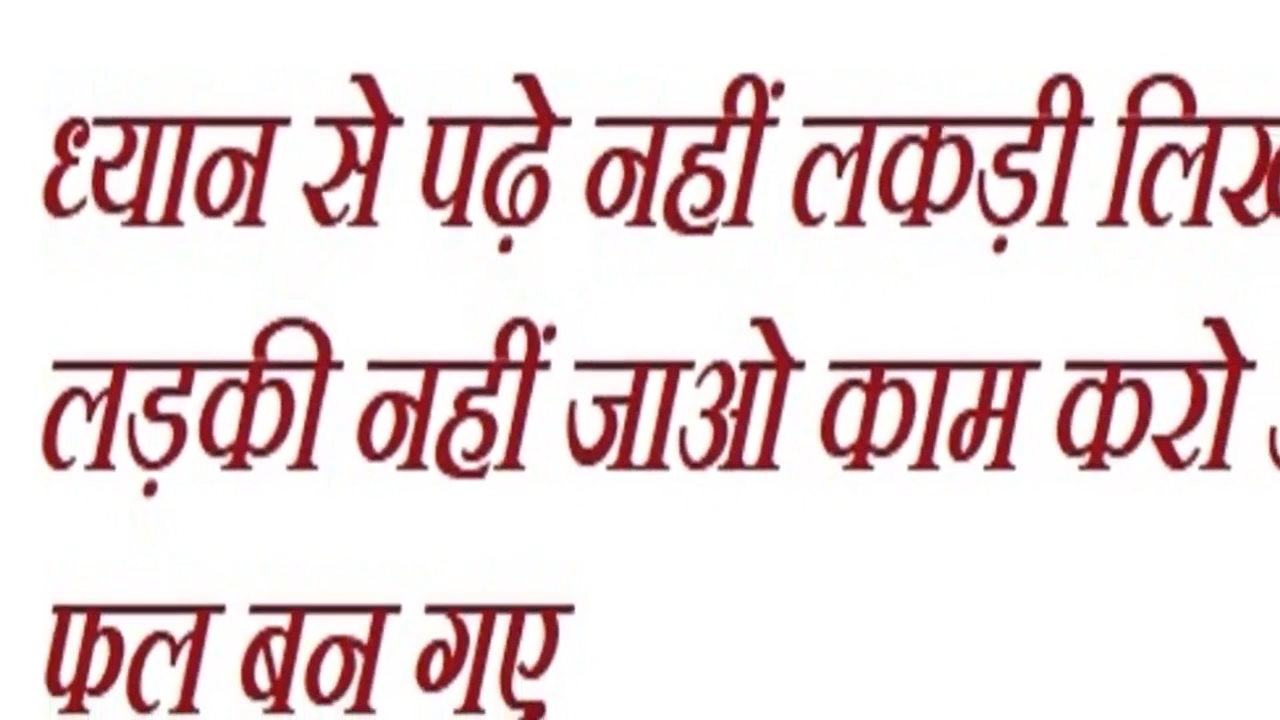 ध्यान से पढ़े नहीं लकड़ी
लड़की नहीं जाओ काम करो
फल बन गए